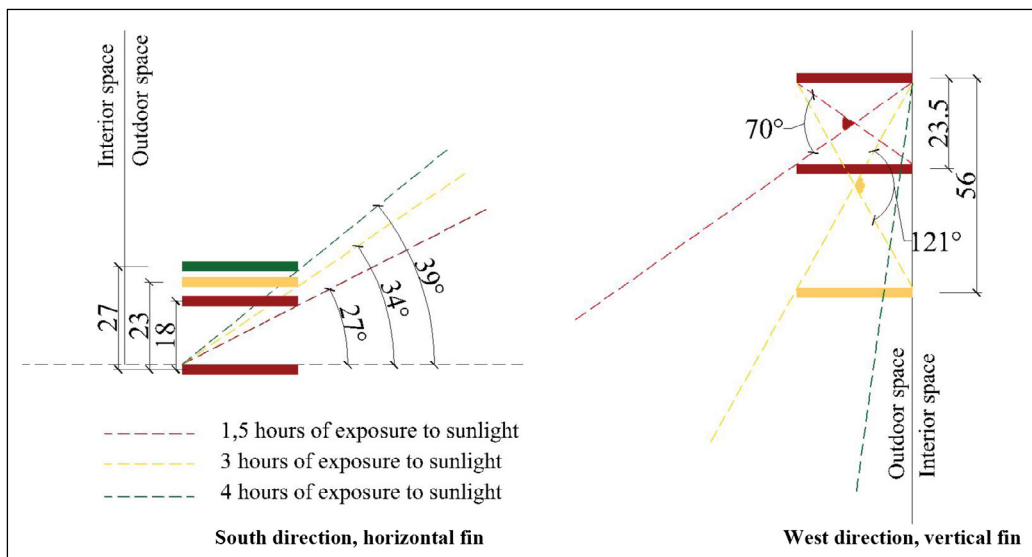 Interior space
Outdoor space
27
23
18
27°
34°
39°
1,5 hours of exposure to sunlight
3 hours of exposure to sunlight
4 hours of exposure to sunlight
South direction, horizontal fin
70°
121°
23.5
56
Outdoor space
Interior space
West direction, vertical fin